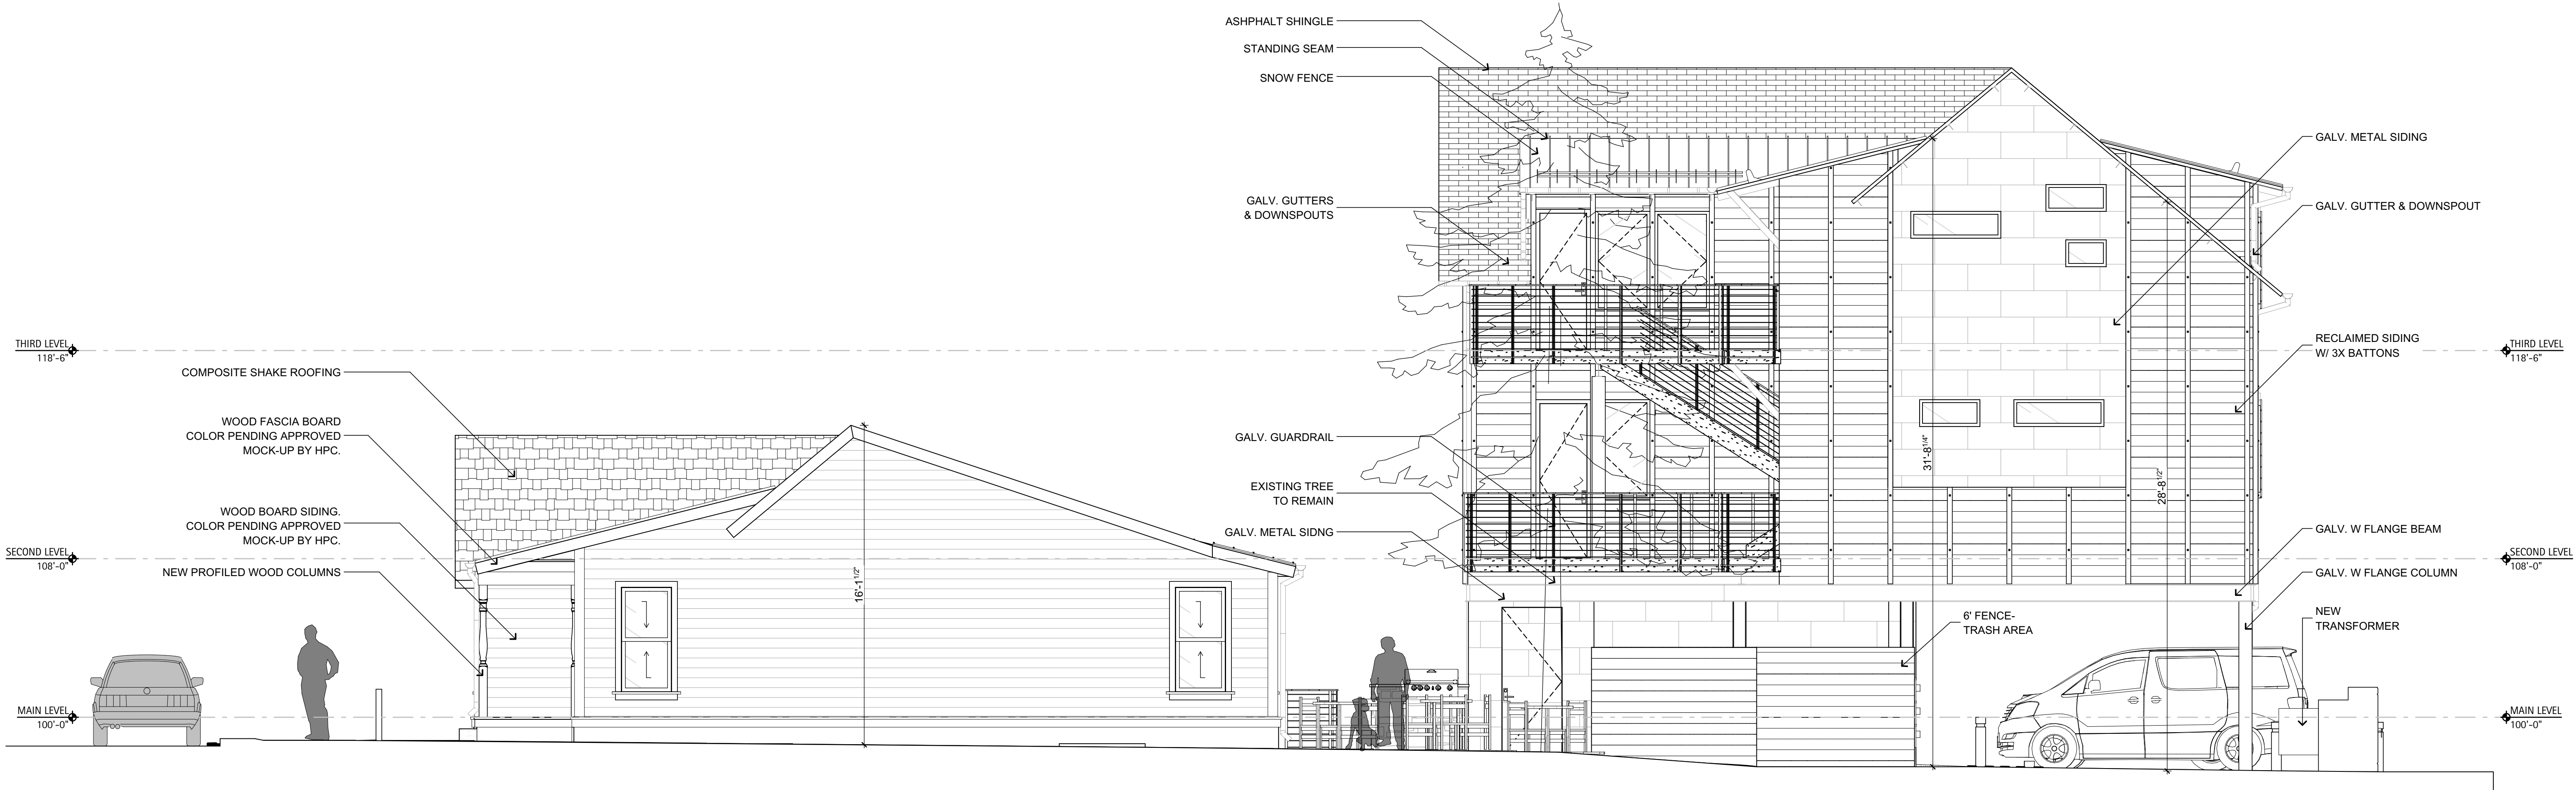 ASHPHALT SHINGLE
STANDING SEAM
SNOW FENCE
GALV. GUTTERS
& DOWNSPOUTS
GALV. METAL SIDING
GALV. GUTTER & DOWNSPOUT
THIRD LEVEL
118'-6"
COMPOSITE SHAKE ROOFING
WOOD FASCIA BOARD
COLOR PENDING APPROVED
MOCK-UP BY HPC.
WOOD BOARD SIDING.
COLOR PENDING APPROVED
MOCK-UP BY HPC.
SECOND LEVEL
108'-0"
NEW PROFILED WOOD COLUMNS
MAIN LEVEL
100'-0"
16'-1 1/2"
GALV. GUARDRAIL
EXISTING TREE
TO REMAIN
GALV. METAL SIDNG
31'-8 1/4"
28'-8 1/2"
6' FENCE-
TRASH AREA
THIRD LEVEL
118'-6"
RECLAIMED SIDING
W/ 3X BATTONS
GALV. W FLANGE BEAM
SECOND LEVEL
108'-0"
GALV. W FLANGE COLUMN
NEW
TRANSFORMER
MAIN LEVEL
100'-0"